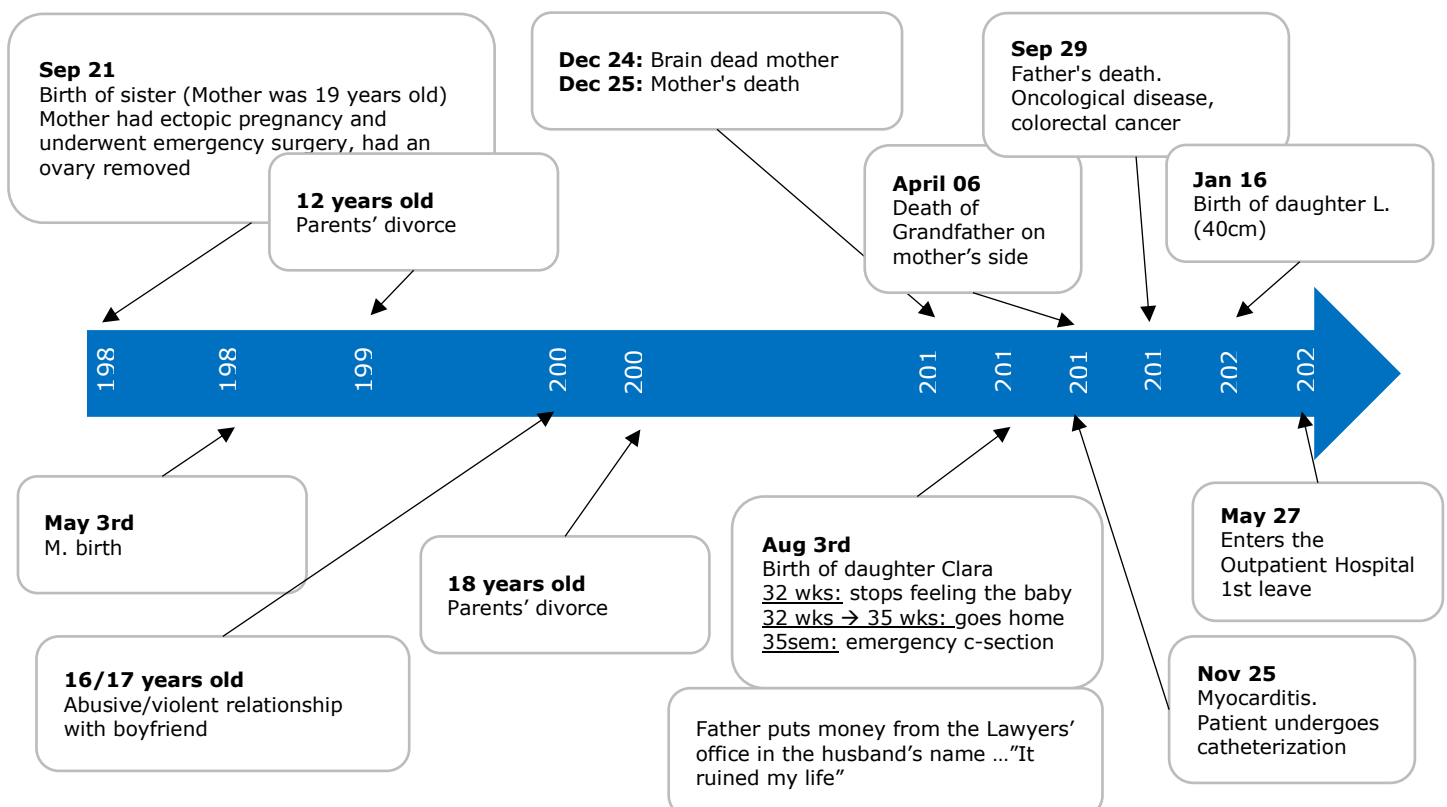 Sep 21
Birth of sister (Mother was 19 years old)
Mother had ectopic pregnancy and
underwent emergency surgery, had an
ovary removed
12 years old
Parents’ divorce
Dec 24: Brain dead mother
Dec 25: Mother's death
April 06
Death of
Grandfather on
mother’s side
Sep 29
Father's death.
Oncological disease,
colorectal cancer
Jan 16
Birth of daughter L.
(40cm)
198
198
199
200
200
201
201
201
201
202
202
May 3rd
M. birth
16/17 years old
Abusive/violent relationship
with boyfriend
18 years old
Parents’ divorce
Aug 3rd
Birth of daughter Clara
32 wks: stops feeling the baby
32 wks → 35 wks: goes home
35sem: emergency c-section
Father puts money from the Lawyers’
office in the husband’s name …”It
ruined my life”
Nov 25
Myocarditis.
Patient undergoes
catheterization
May 27
Enters the
Outpatient Hospital
1st leave